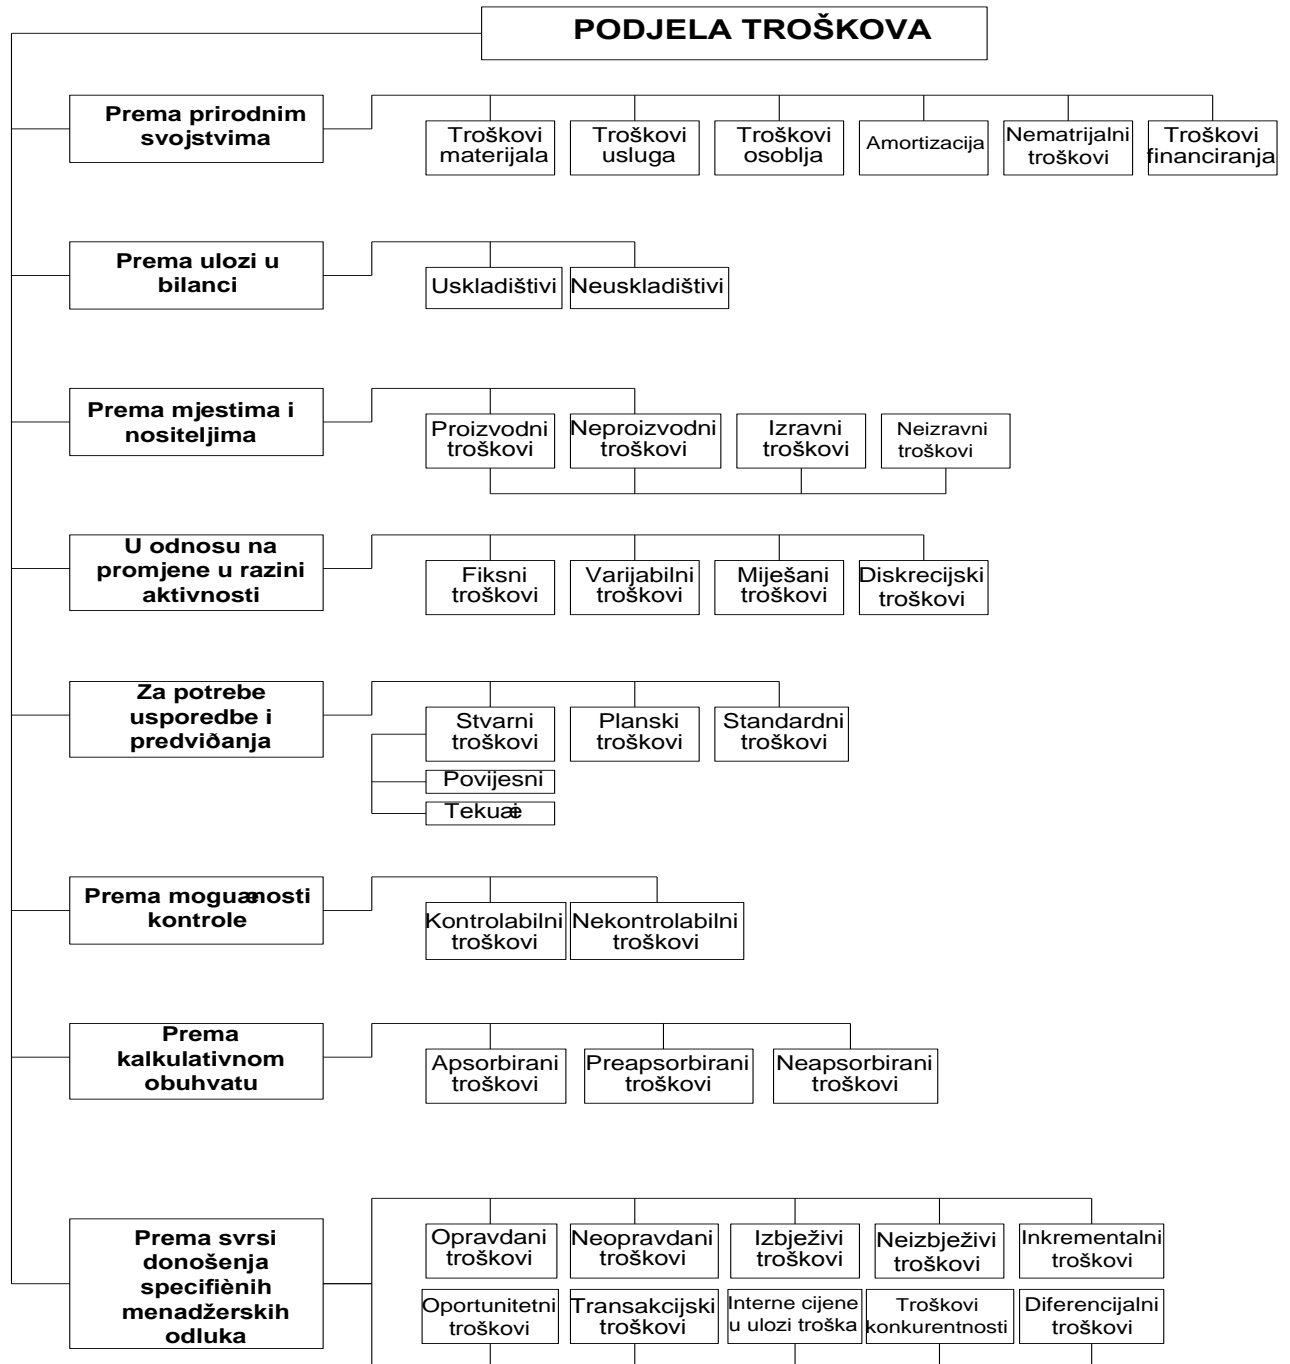 PODJELA TROŠKOVA
Prema prirodnim
svojstvima
Troškovi
materijala
Troškovi
usluga
Troškovi
osoblja
Amortizacija
Nematrijalni
troškovi
Troškovi
financiranja
Prema ulozi u
bilanci
Uskladištivi
Neuskladištivi
Prema mjestima i
nositeljima
Proizvodni
troškovi
Neproizvodni
troškovi
Izravni
troškovi
Neizravni
troškovi
U odnosu na
promjene u razini
aktivnosti
Fiksni
troškovi
Varijabilni
troškovi
Miješani
troškovi
Diskrecijski
troškovi
Za potrebe
usporedbe i
predviðanja
Stvarni
troškovi
Planski
troškovi
Standardni
troškovi
Povijesni
Tekuæi
Prema moguænosti
kontrole
Kontrolabilni
troškovi
Nekontrolabilni
troškovi
Prema
kalkulativnom
obuhvatu
Apsorbirani
troškovi
Preapsorbirani
troškovi
Neapsorbirani
troškovi
Prema svrsi
donošenja
specifiènih
menadžerskih
odluka
Opravdani
troškovi
Neopravdani
troškovi
Izbježivi
troškovi
Neizbježivi
troškovi
Inkrementalni
troškovi
Oportunitetni
troškovi
Transakcijski
troškovi
Interne cijene
u ulozi troška
Troškovi
konkurentnosti
Diferencijalni
troškovi